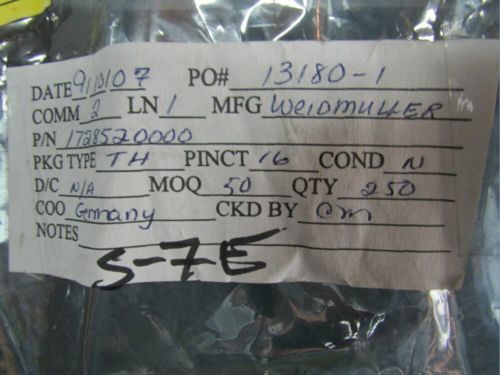 DATE 9/10/07 PO# 13180-1
COMM 2 LN 1 MFG WEIDMULLER
P/N 1728520000
PKG TYPE TH PINCT 16 COND N
D/C N/A MOQ 50 QTY 250
COO Germany CKD BY cm
NOTES
S-7E